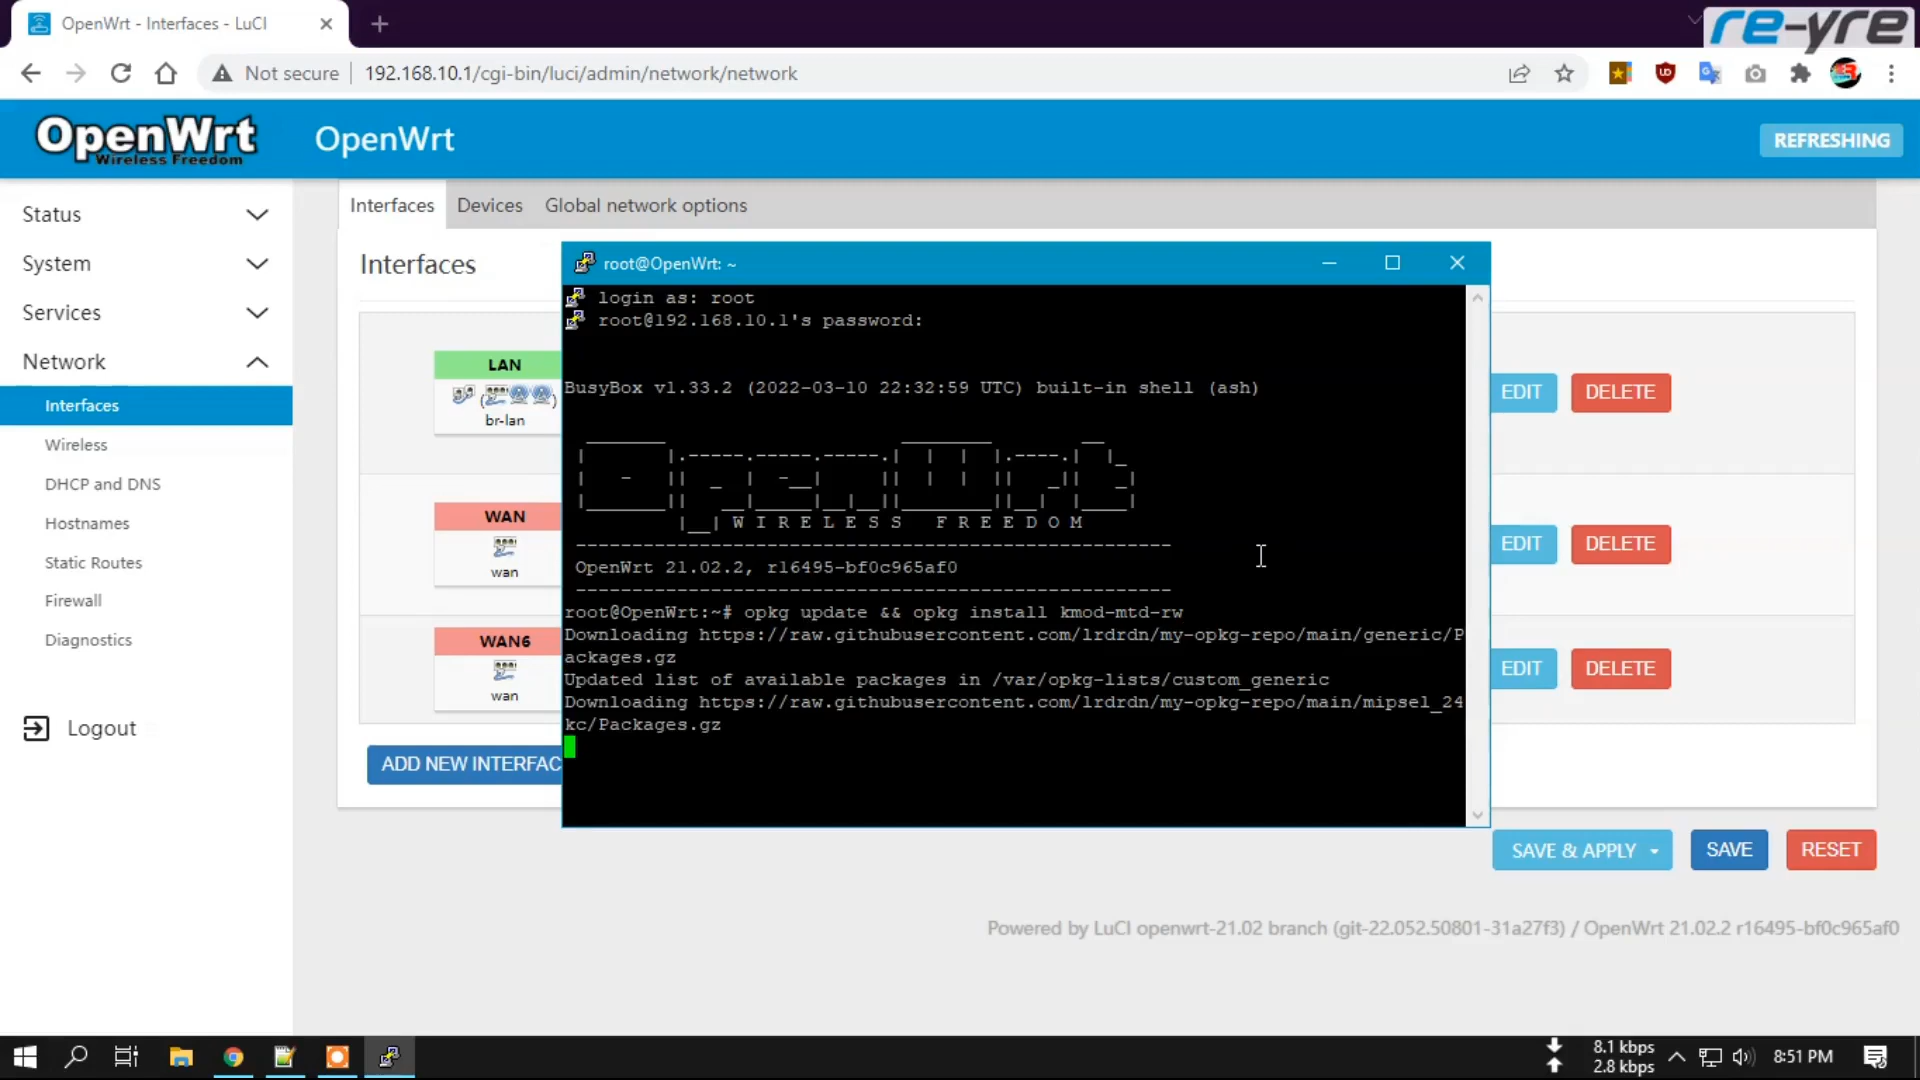 OpenWrt - Interfaces - LuCI
re-yre
Not secure
192.168.10.1/cgi-bin/luci/admin/network/network
OpenWrt
Wireless Freedom
OpenWrt
REFRESHING
Status
System
Services
Network
Interfaces
Wireless
DHCP and DNS
Hostnames
Static Routes
Firewall
Diagnostics
Logout
Interfaces
Devices
Global network options
Interfaces
LAN
br-lan
EDIT
DELETE
WAN
wan
EDIT
DELETE
WAN6
wan
EDIT
DELETE
ADD NEW INTERFAC
root@OpenWrt: ~
login as: root
root@192.168.10.1's password:
BusyBox v1.33.2 (2022-03-10 22:32:59 UTC) built-in shell (ash)
OpenWrt
W I R E L E S S   F R E E D O M
-----------------------------------------------------
OpenWrt 21.02.2, r16495-bf0c965af0
-----------------------------------------------------
root@OpenWrt:~# opkg update && opkg install kmod-mtd-rw
Downloading https://raw.githubusercontent.com/lrdrdn/my-opkg-repo/main/generic/P
ackages.gz
Updated list of available packages in /var/opkg-lists/custom_generic
Downloading https://raw.githubusercontent.com/lrdrdn/my-opkg-repo/main/mipsel_24
kc/Packages.gz
SAVE & APPLY
SAVE
RESET
Powered by LuCI openwrt-21.02 branch (git-22.052.50801-31a27f3) / OpenWrt 21.02.2 r16495-bf0c965af0
8.1 kbps
2.8 kbps
8:51 PM